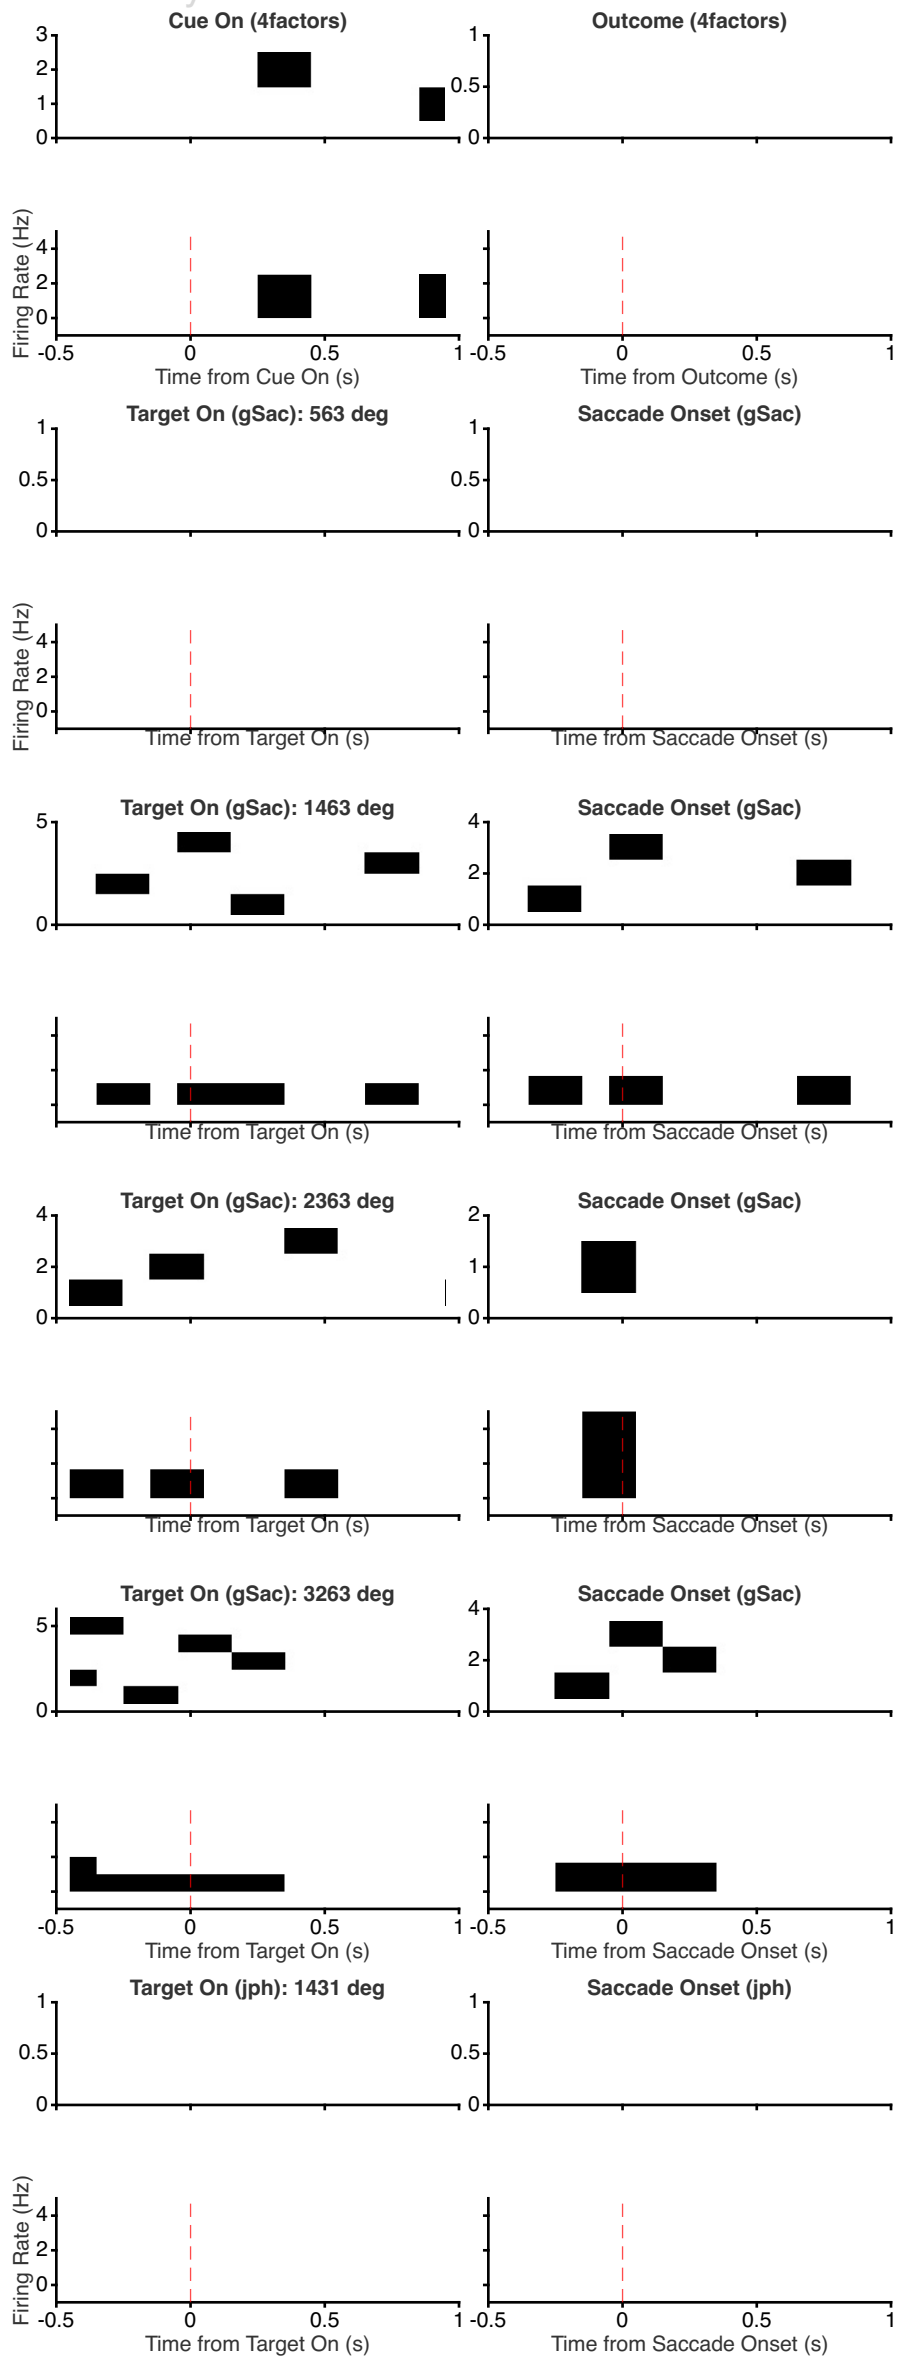 Cue On (4factors) Outcome (4factors)
3 1
2
0.5
1
0 0
Firing Rate (Hz)
4
2
0
-0.5 0 0.5 1 -0.5 0 0.5 1
Time from Cue On (s) Time from Outcome (s)
Target On (gSac): 563 deg Saccade Onset (gSac)
1 1
0.5 0.5
0 0
Firing Rate (Hz)
4
2
0
Time from Target On (s) Time from Saccade Onset (s)
Target On (gSac): 1463 deg Saccade Onset (gSac)
5 4
2
0 0
Time from Target On (s) Time from Saccade Onset (s)
Target On (gSac): 2363 deg Saccade Onset (gSac)
4 2
2 1
0 0
Time from Target On (s) Time from Saccade Onset (s)
Target On (gSac): 3263 deg Saccade Onset (gSac)
5 4
2
0 0
-0.5 0 0.5 1 -0.5 0 0.5 1
Time from Target On (s) Time from Saccade Onset (s)
Target On (jph): 1431 deg Saccade Onset (jph)
1 1
0.5 0.5
0 0
Firing Rate (Hz)
4
2
0
-0.5 0 0.5 1 -0.5 0 0.5 1
Time from Target On (s) Time from Saccade Onset (s)